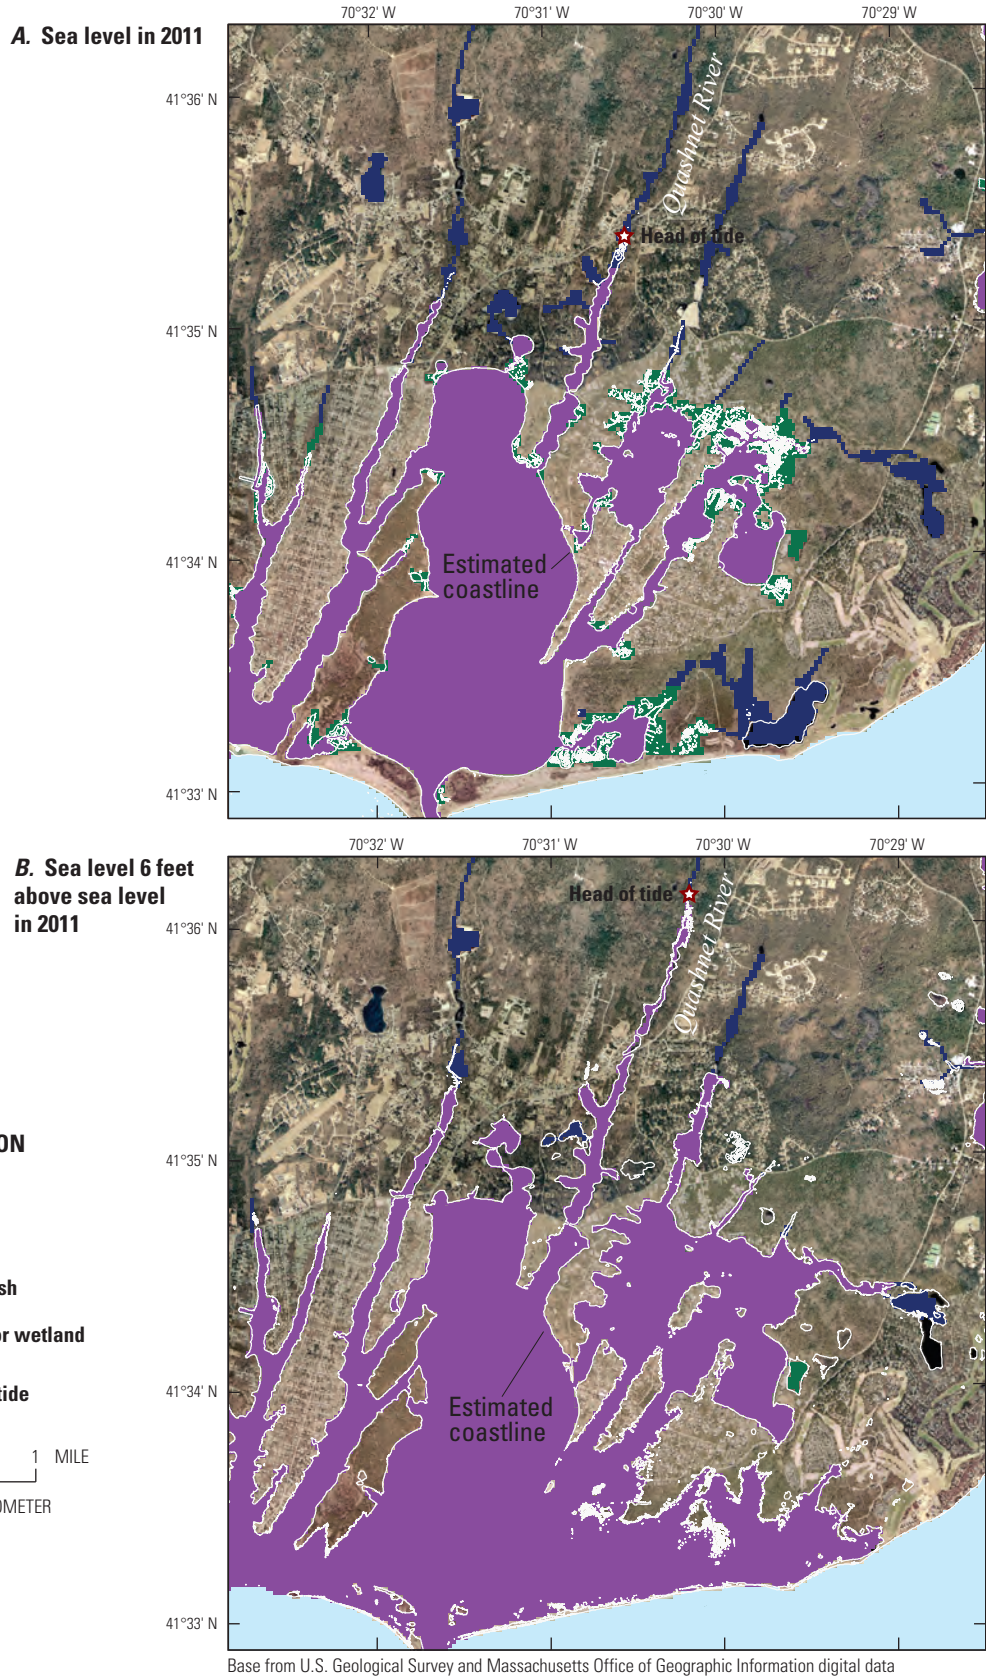 A. Sea level in 2011
70°32' W
70°31' W
70°30' W
70°29' W
41°36' N
41°35' N
41°34' N
41°33' N
Quashnet River
Head of tide
Estimated
coastline
B. Sea level 6 feet
above sea level
in 2011
70°32' W
70°31' W
70°30' W
70°29' W
41°36' N
41°35' N
41°34' N
41°33' N
Head of tide
Quashnet River
Estimated
coastline
ON
sh
or wetland
tide
1 MILE
OMETER
Base from U.S. Geological Survey and Massachusetts Office of Geographic Information digital data